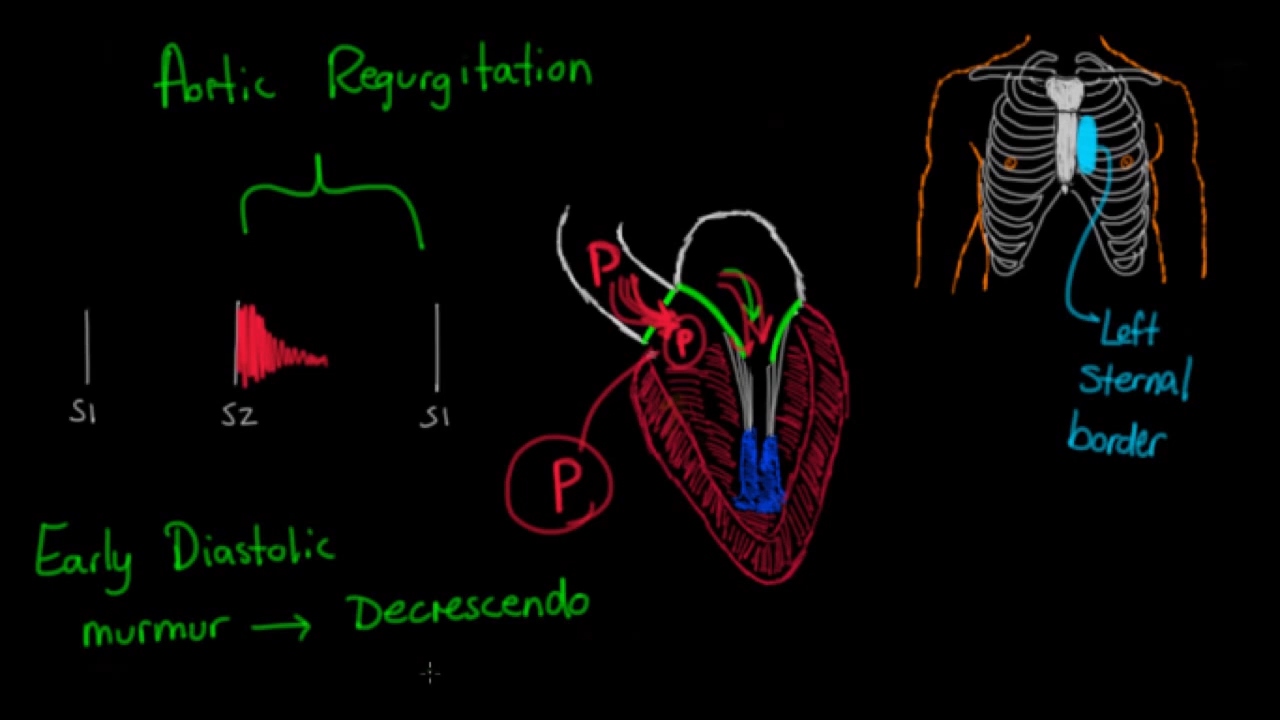 Aortic Regurgitation
S1
S2
S1
P
P
P
Left
Sternal
border
Early Diastolic
murmur → Decrescendo